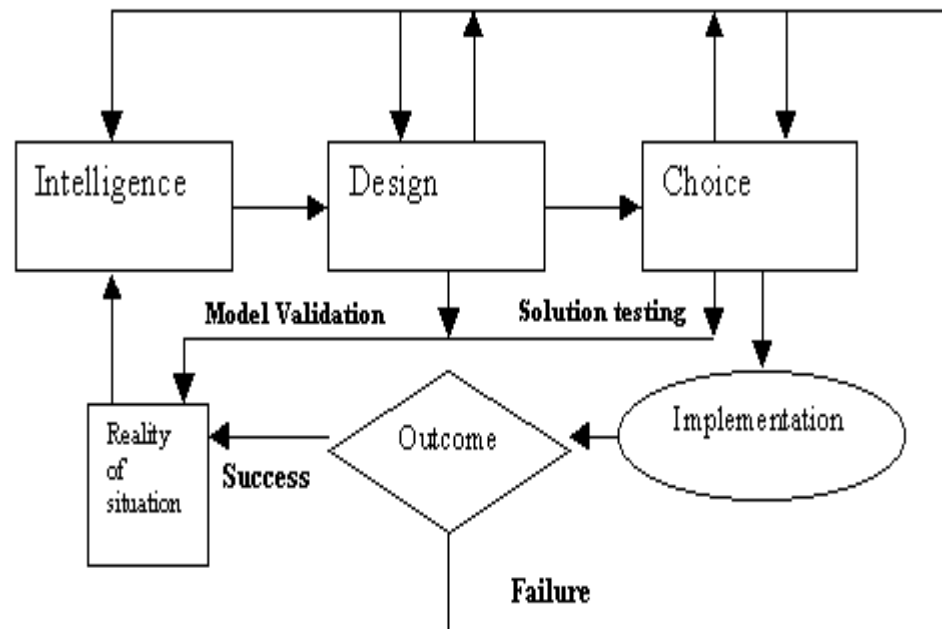 Intelligence
Design
Choice
Model Validation
Solution testing
Reality
of
situation
Success
Outcome
Implementation
Failure